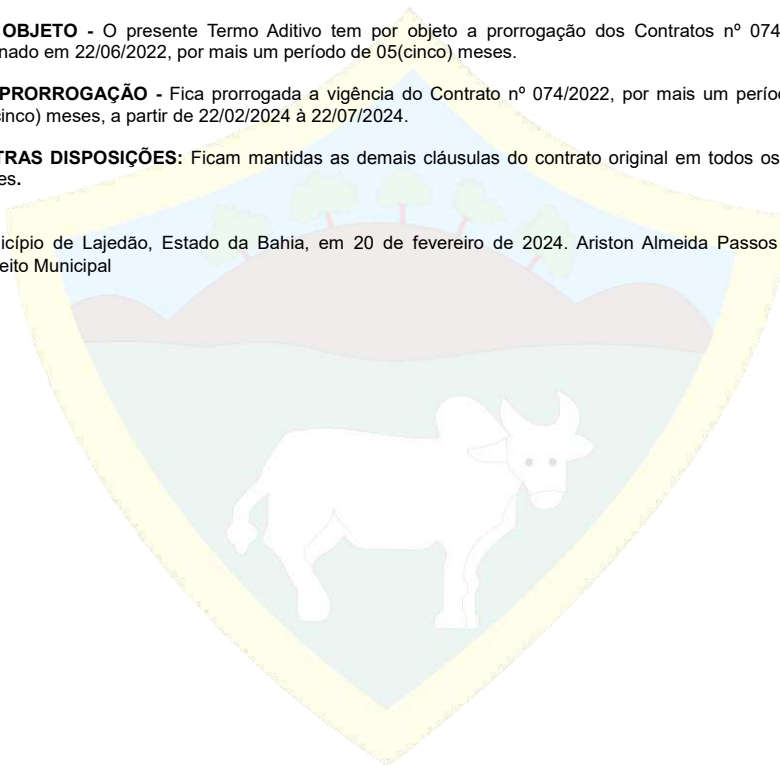 OBJETO - O presente Termo Aditivo tem por objeto a prorrogação dos Contratos nº 074
nado em 22/06/2022, por mais um período de 05(cinco) meses.
PRORROGAÇÃO - Fica prorrogada a vigência do Contrato nº 074/2022, por mais um períod
cinco) meses, a partir de 22/02/2024 à 22/07/2024.
TRAS DISPOSIÇÕES: Ficam mantidas as demais cláusulas do contrato original em todos os
es.
icípio de Lajedão, Estado da Bahia, em 20 de fevereiro de 2024. Ariston Almeida Passos
eito Municipal